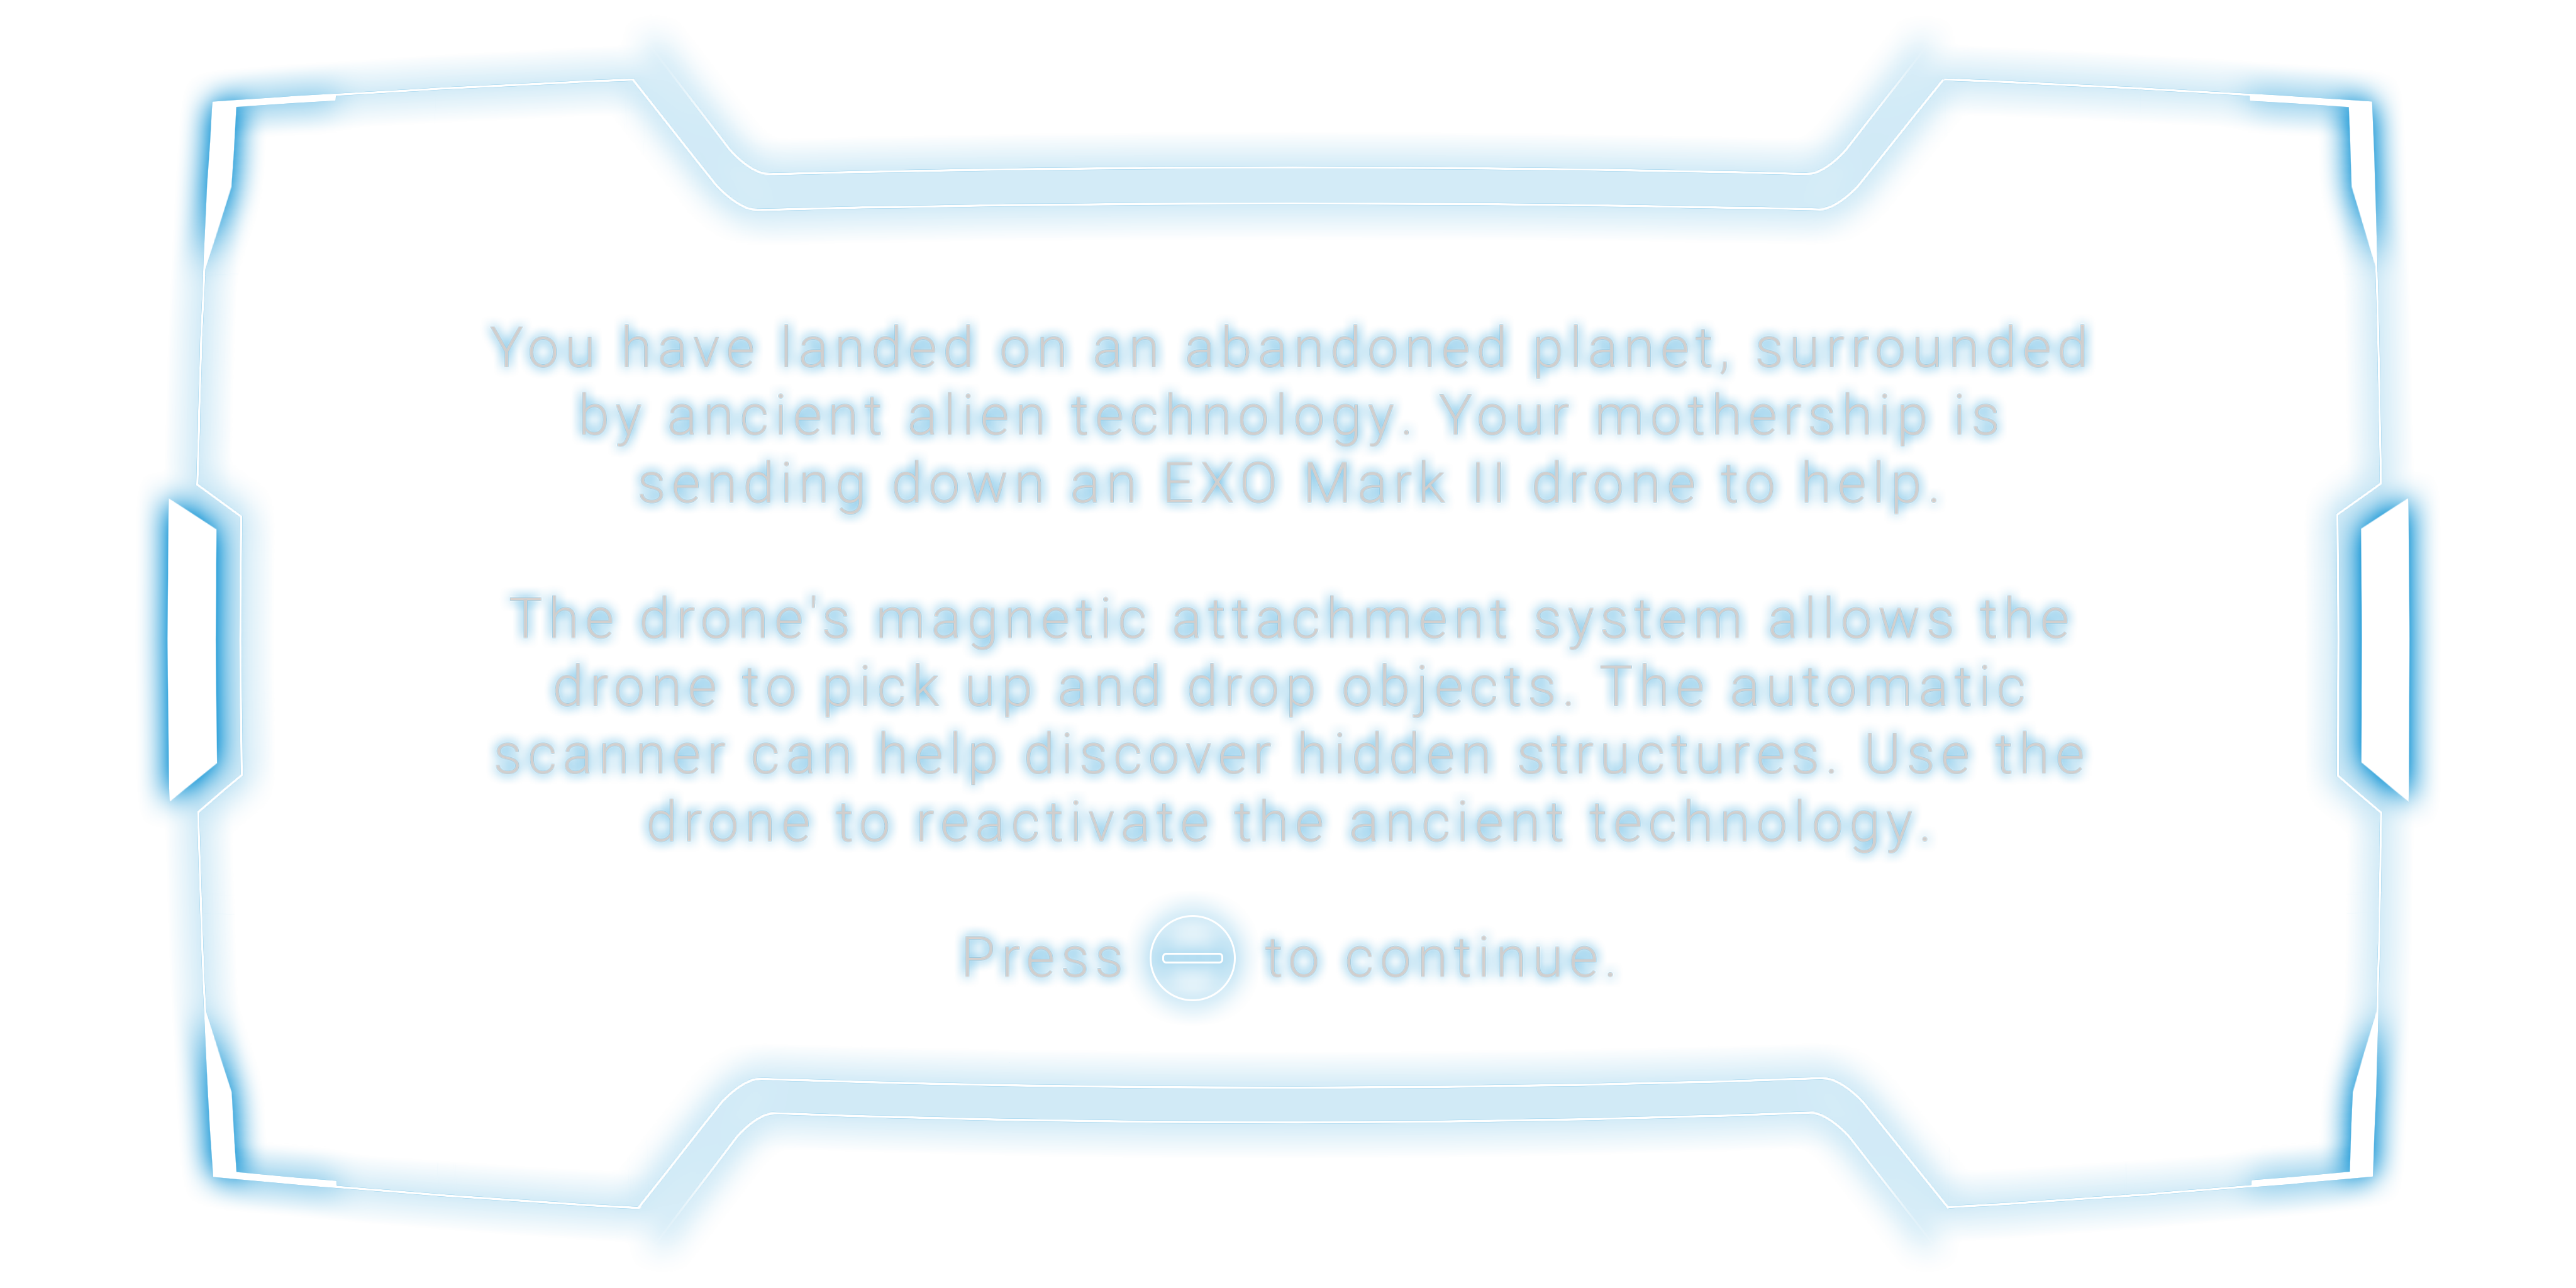 You have landed on an abandoned planet, surrounded
by ancient alien technology. Your mothership is
sending down an EXO Mark II drone to help.
The drone's magnetic attachment system allows the
drone to pick up and drop objects. The automatic
scanner can help discover hidden structures. Use the
drone to reactivate the ancient technology.
Press to continue.